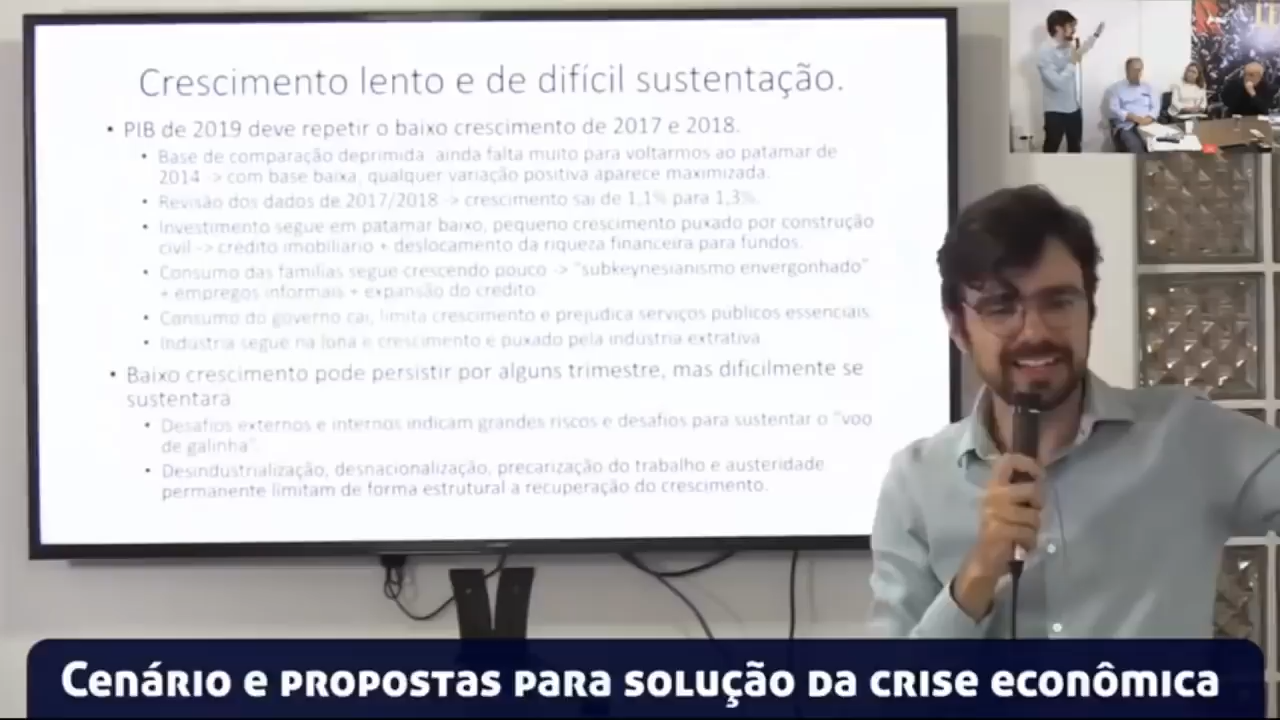 Crescimento lento e de difícil sustentação.
• PIB de 2019 deve repetir o baixo crescimento de 2017 e 2018.
• Base de comparação deprimida ainda falta muito para voltarmos ao patamar de
2014 -> com base baixa, qualquer variação positiva aparece maximizada.
• Revisão dos dados de 2017/2018 -> crescimento sai de 1,1% para 1,3%.
• Investimento segue em patamar baixo, pequeno crescimento puxado por construção
civil -> credito imobiliario + deslocamento da riqueza financeira para fundos.
• Consumo das famílias segue crescendo pouco -> "subkeynesianismo envergonhado"
+ empregos informais + expansão do credito.
• Consumo do governo cai, limita crescimento e prejudica serviços públicos essenciais.
• Industria segue na lona e crescimento e puxado pela industria extrativa
• Baixo crescimento pode persistir por alguns trimestre, mas dificilmente se
sustentara
• Desafios externos e internos indicam grandes riscos e desafios para sustentar o "voo
de galinha".
• Desindustrialização, desnacionalização, precarização do trabalho e austeridade
permanente limitam de forma estrutural a recuperação do crescimento.
Cenário e propostas para solução da crise econômica